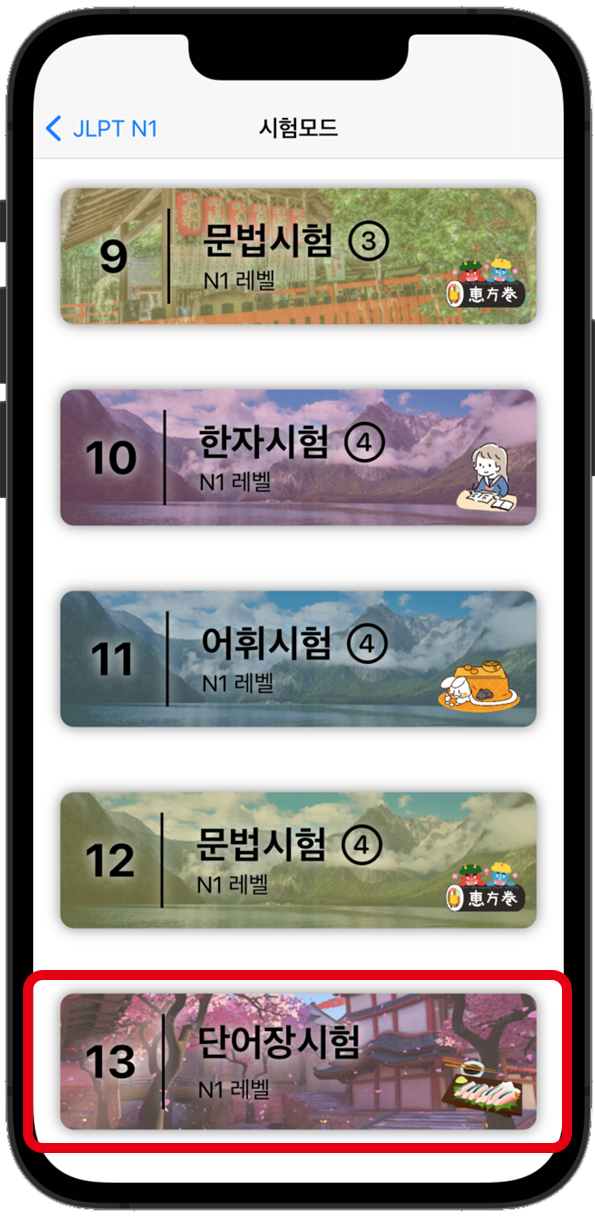 JLPT N1
시험모드
9
문법시험 ③
N1 레벨
恵方巻
10
한자시험 ④
N1 레벨
11
어휘시험 ④
N1 레벨
12
문법시험 ④
N1 레벨
恵方巻
13
단어장시험
N1 레벨